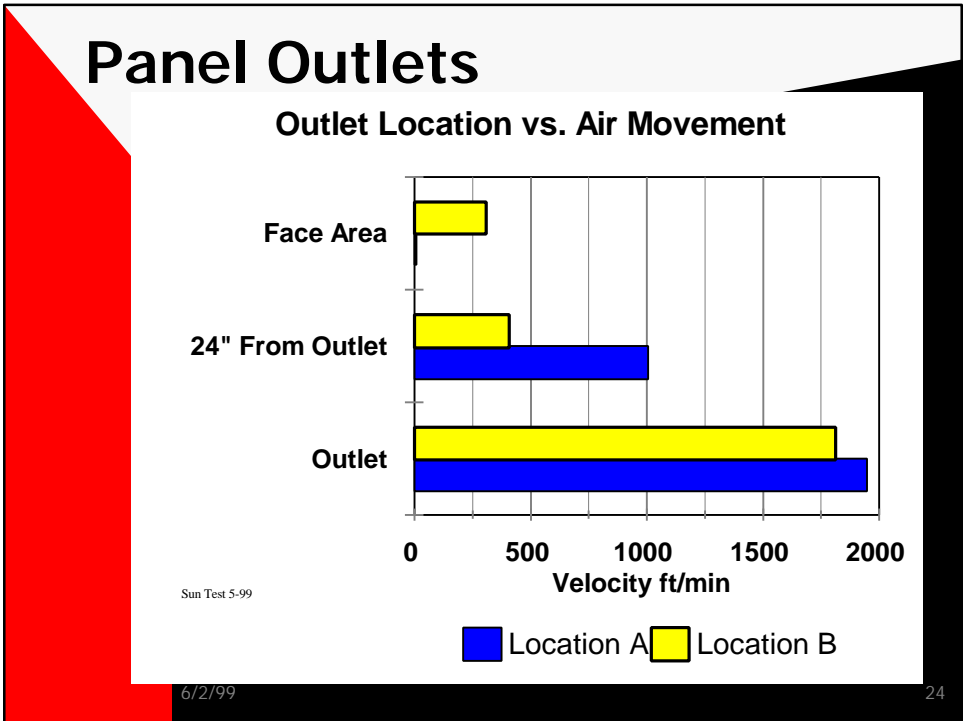 Panel Outlets
Outlet Location vs. Air Movement
Face Area
24" From Outlet
Outlet
0 500 1000 1500 2000
Velocity ft/min
Sun Test 5-99
Location A Location B
6/2/99 24